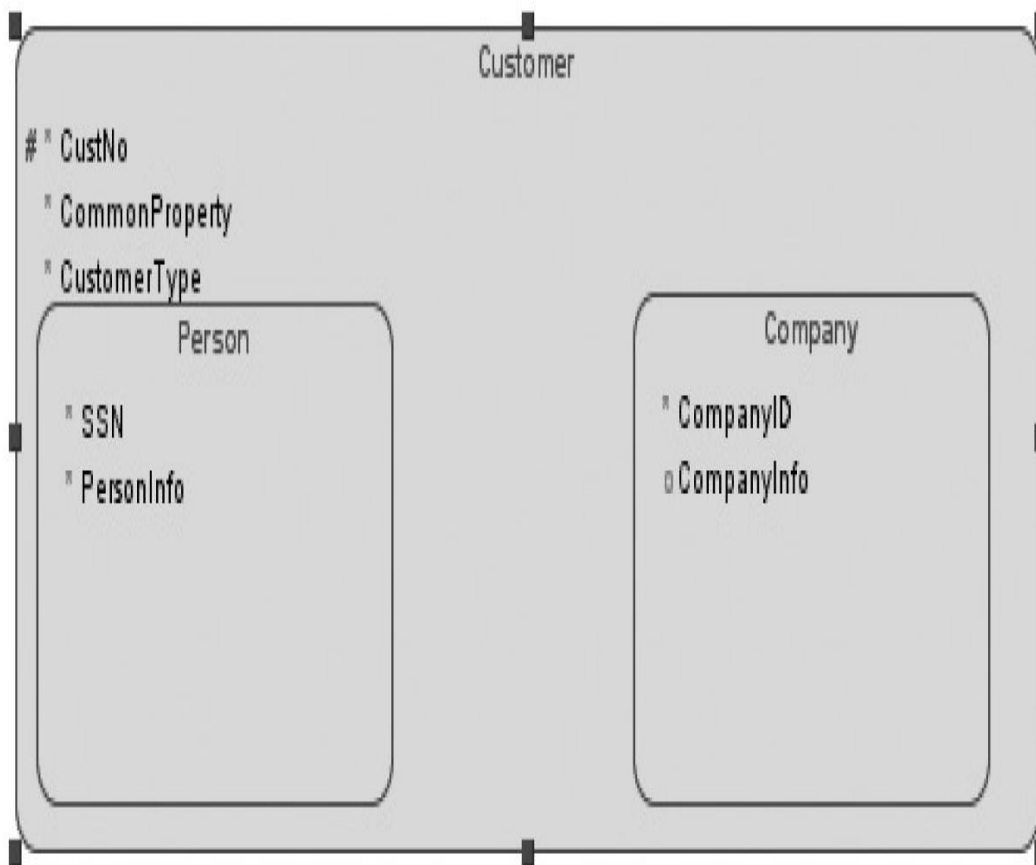 Customer
# * CustNo
* CommonProperty
* CustomerType
Person
* SSN
* PersonInfo
Company
* CompanyID
o CompanyInfo